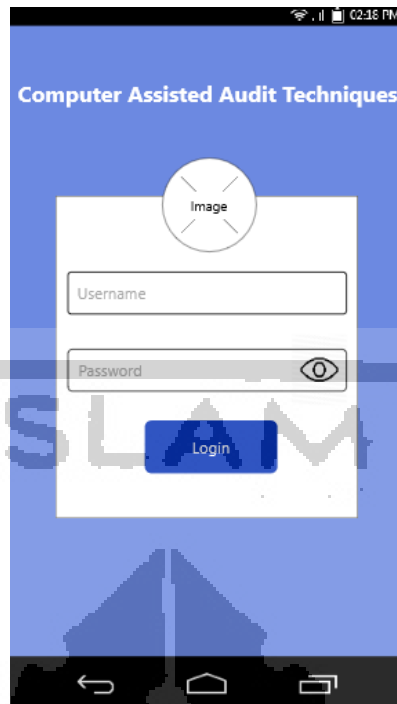 02:18 PM
Computer Assisted Audit Techniques
Image
Username
Password
SLAM
Login